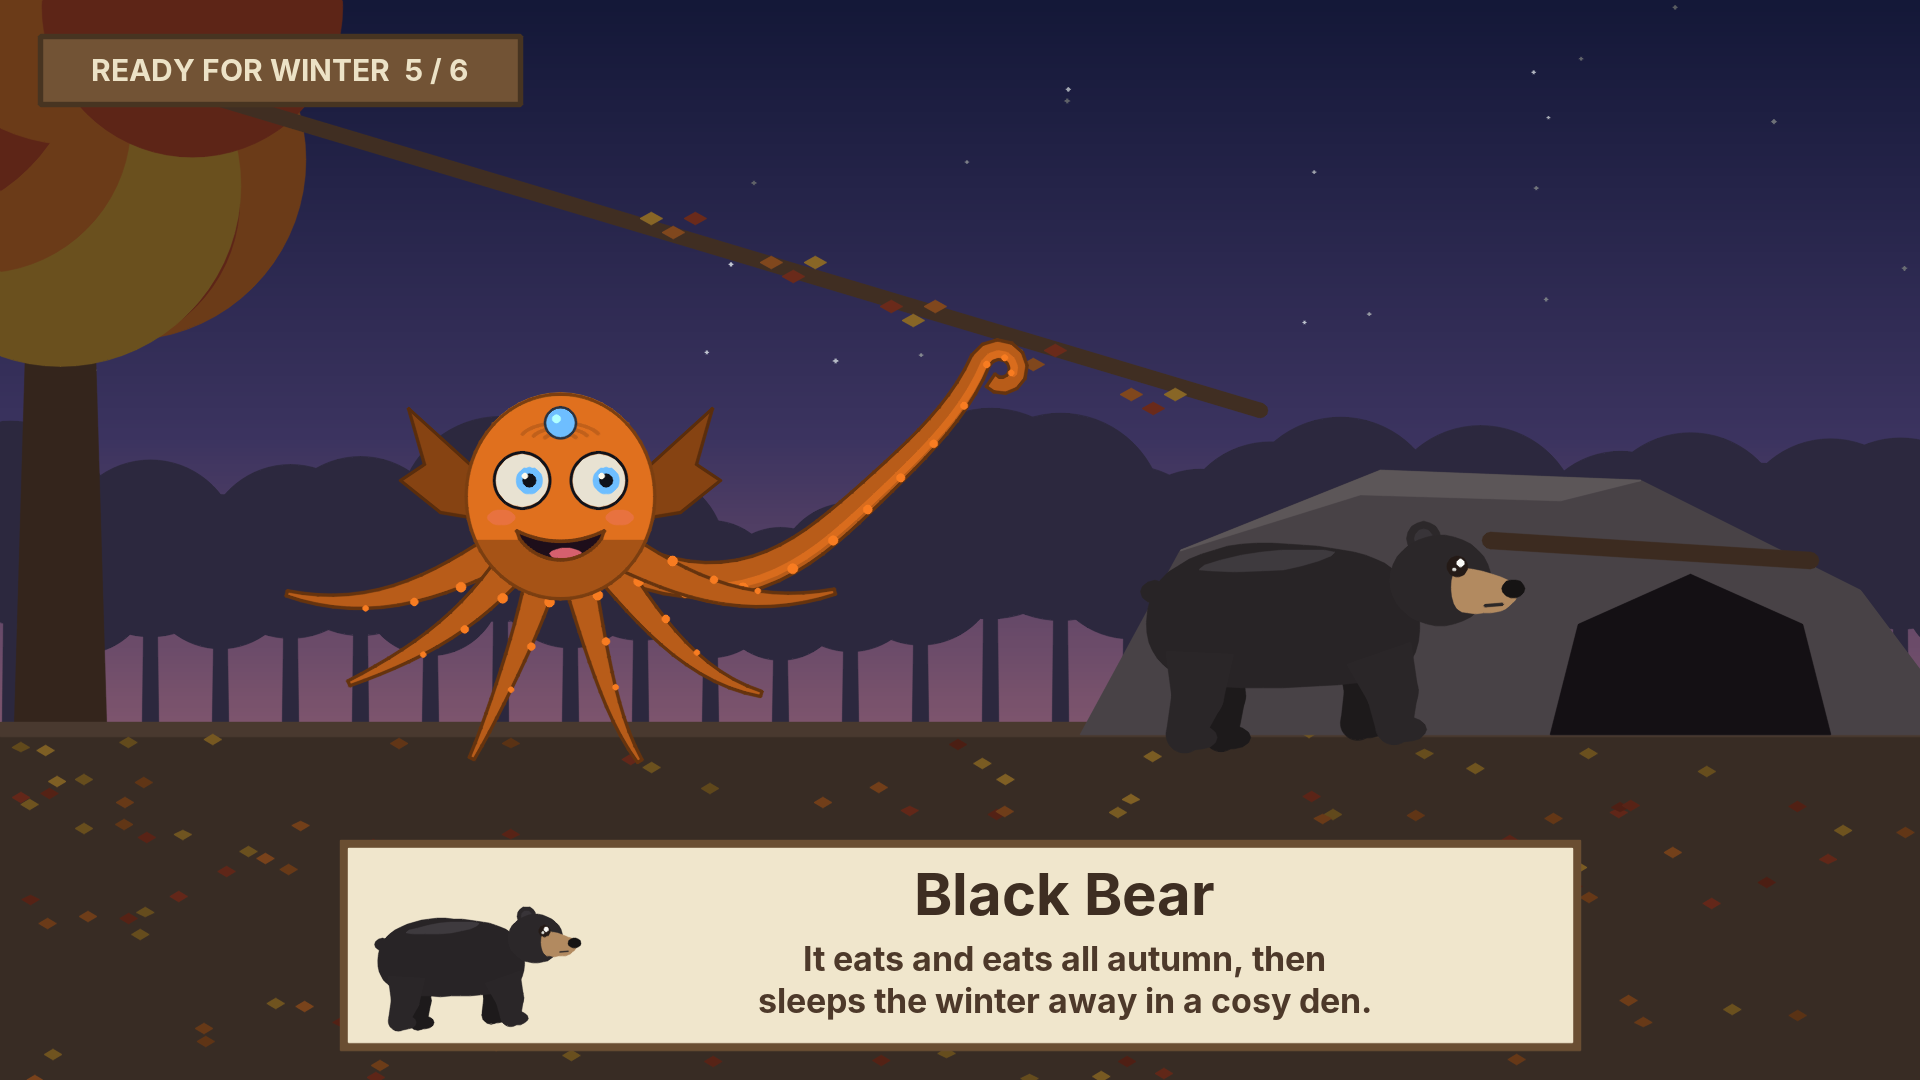 READY FOR WINTER 5 / 6
Black Bear
It eats and eats all autumn, then
sleeps the winter away in a cosy den.